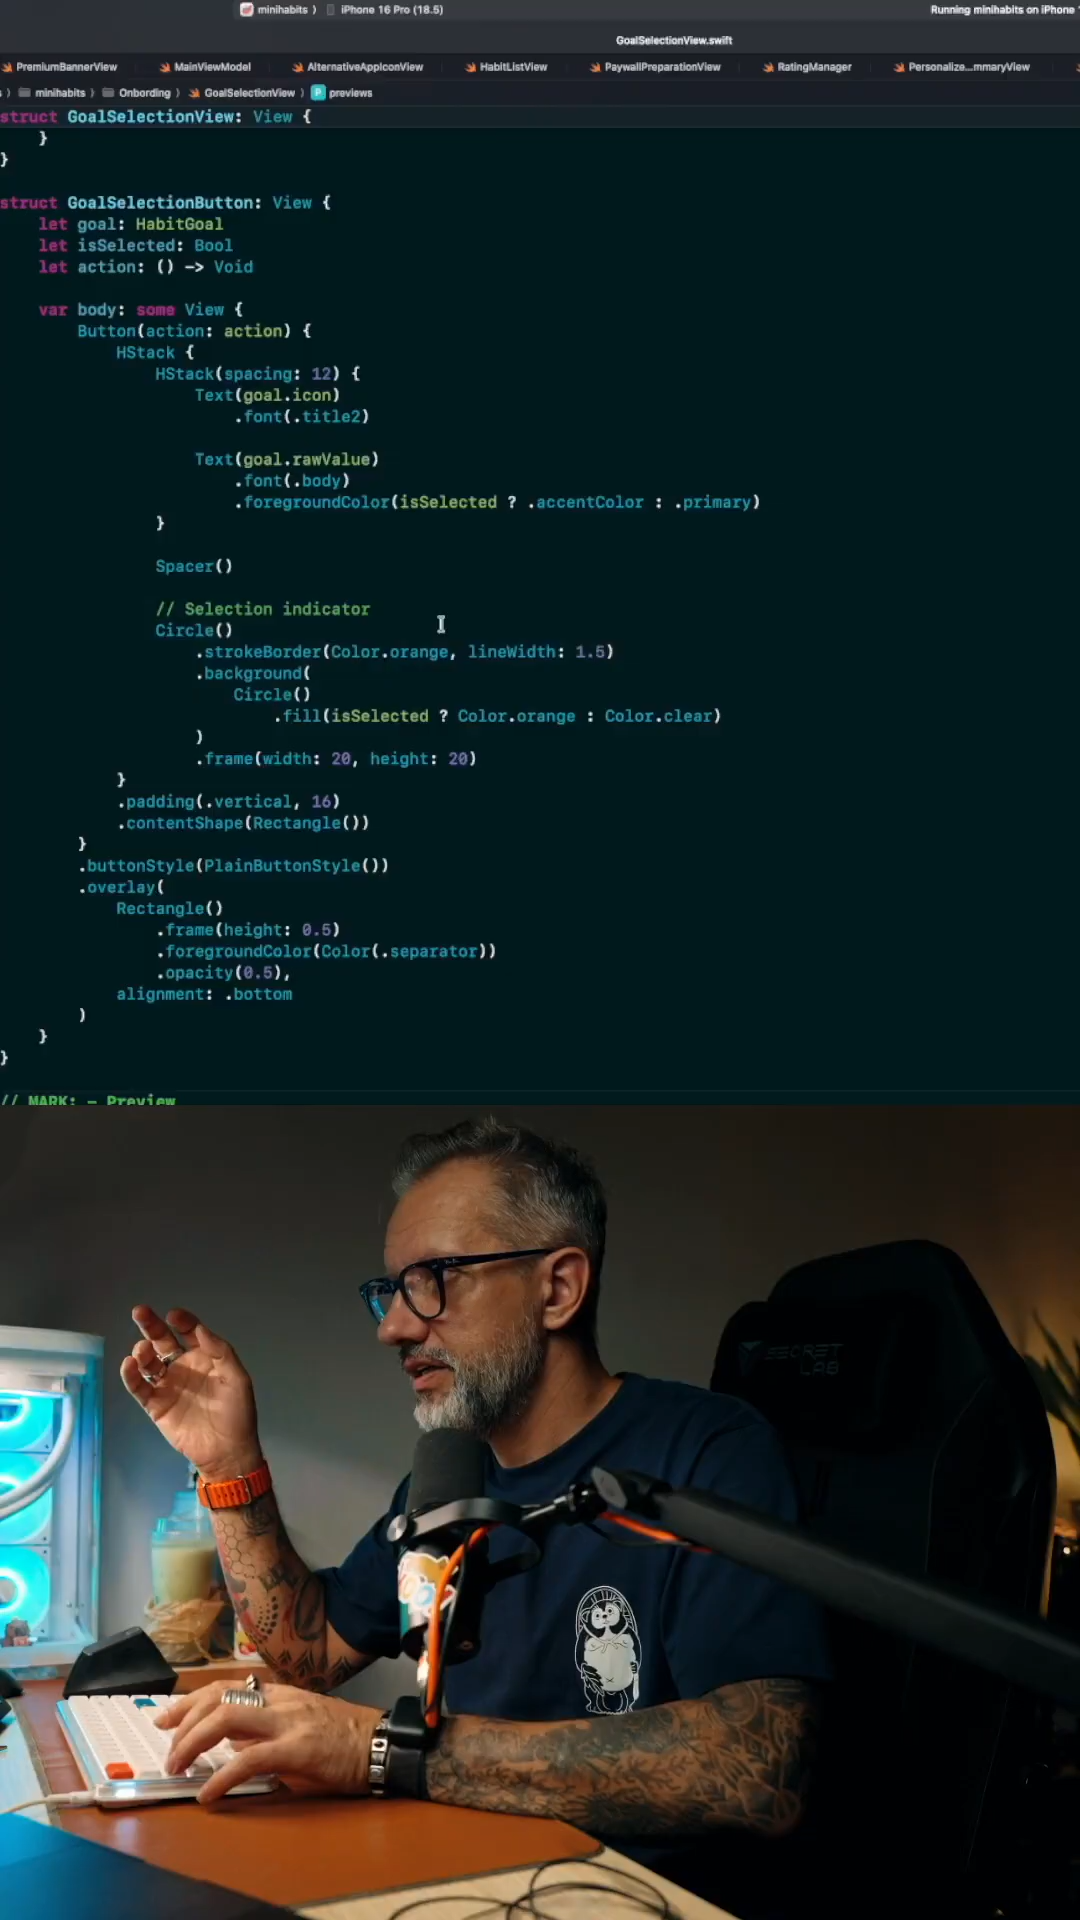 minihabits ⟩ iPhone 16 Pro (18.5)
Running minihabits on iPhone 1
GoalSelectionView.swift
PremiumBannerView MainViewModel AlternativeAppIconView HabitListView PaywallPreparationView RatingManager Personalize...mmaryView
s ⟩ minihabits ⟩ Onbording ⟩ GoalSelectionView ⟩ P previews
struct GoalSelectionView: View {
    }
}
struct GoalSelectionButton: View {
    let goal: HabitGoal
    let isSelected: Bool
    let action: () -> Void
    var body: some View {
        Button(action: action) {
            HStack {
                HStack(spacing: 12) {
                    Text(goal.icon)
                        .font(.title2)
                    Text(goal.rawValue)
                        .font(.body)
                        .foregroundColor(isSelected ? .accentColor : .primary)
                }
                Spacer()
                // Selection indicator
                Circle()
                    .strokeBorder(Color.orange, lineWidth: 1.5)
                    .background(
                        Circle()
                            .fill(isSelected ? Color.orange : Color.clear)
                    )
                    .frame(width: 20, height: 20)
            }
            .padding(.vertical, 16)
            .contentShape(Rectangle())
        }
        .buttonStyle(PlainButtonStyle())
        .overlay(
            Rectangle()
                .frame(height: 0.5)
                .foregroundColor(Color(.separator))
                .opacity(0.5),
            alignment: .bottom
        )
    }
}
// MARK: - Preview
SECRET
LAB